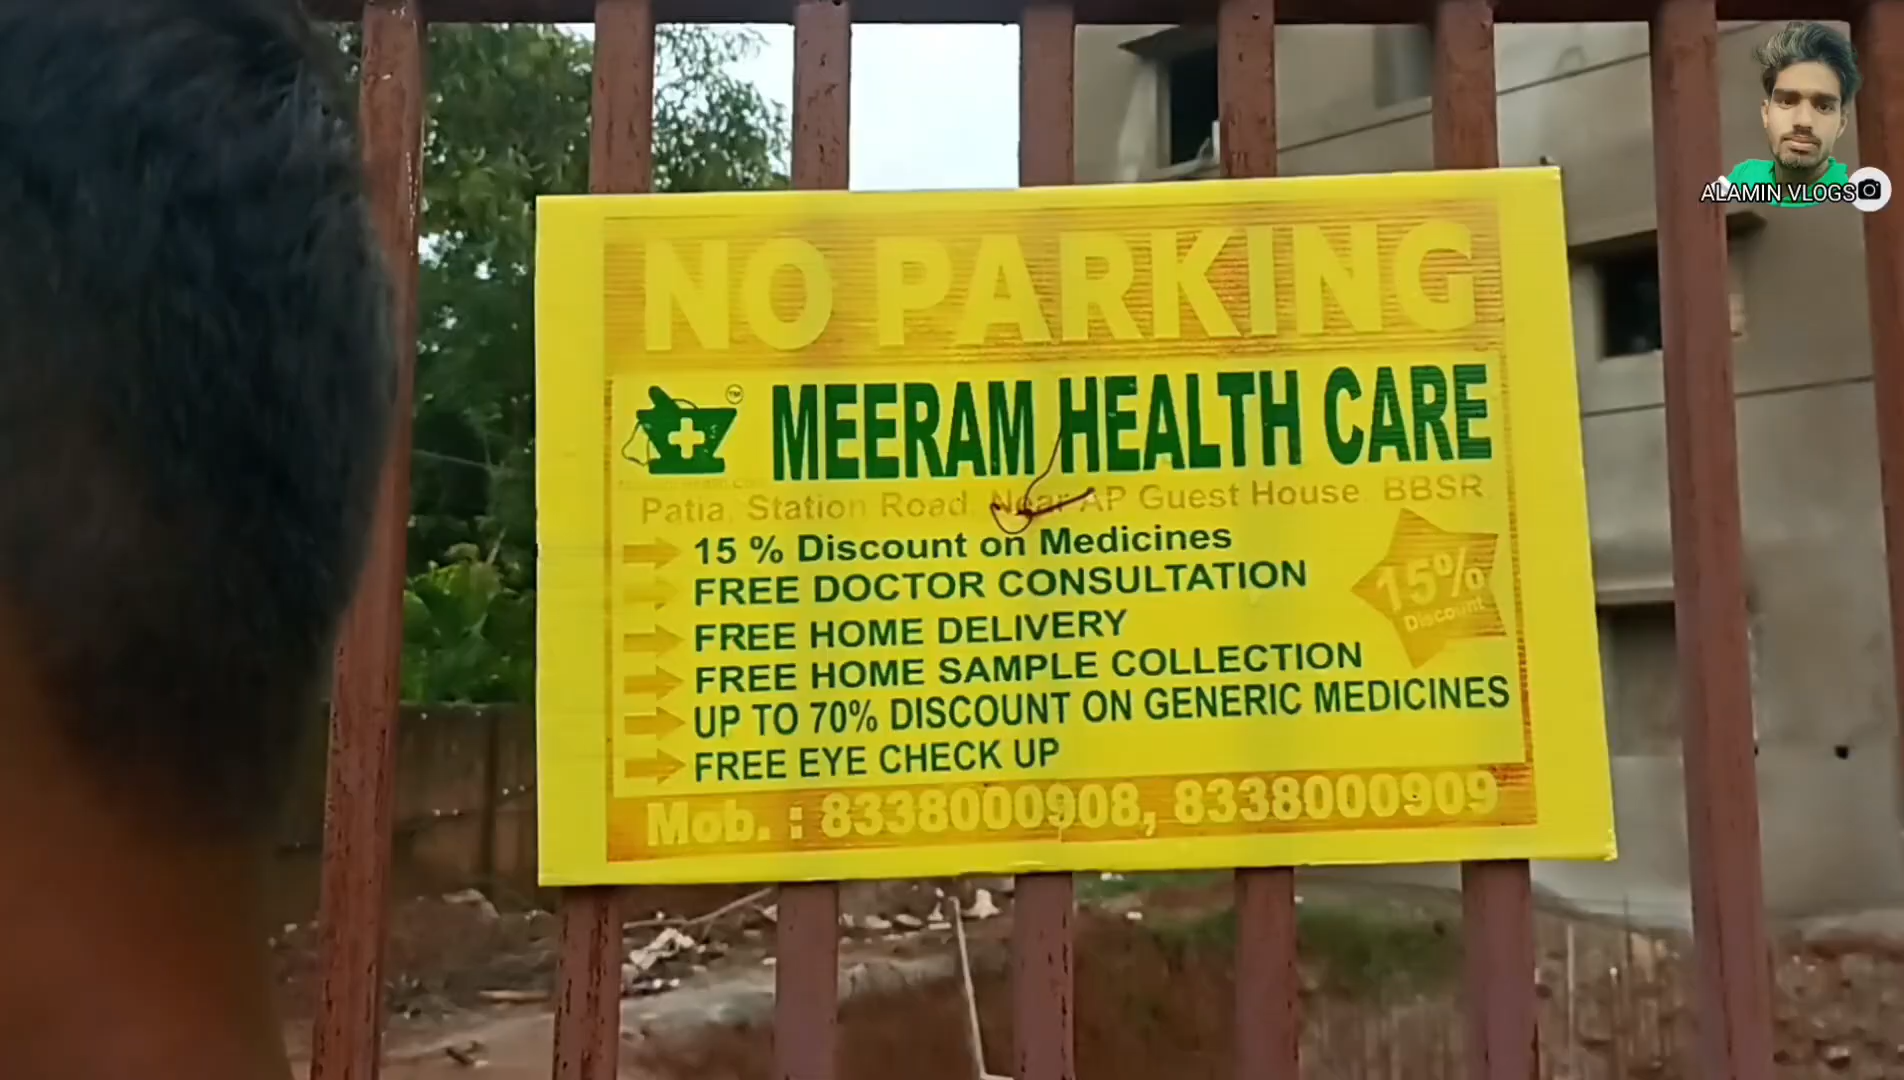 NO PARKING
TM
MEERAM HEALTH CARE
Patia, Station Road, Near AP Guest House, BBSR
15 % Discount on Medicines
FREE DOCTOR CONSULTATION
FREE HOME DELIVERY
FREE HOME SAMPLE COLLECTION
UP TO 70% DISCOUNT ON GENERIC MEDICINES
FREE EYE CHECK UP
15%
Discount
Mob. : 8338000908, 8338000909
ALAMIN VLOGS